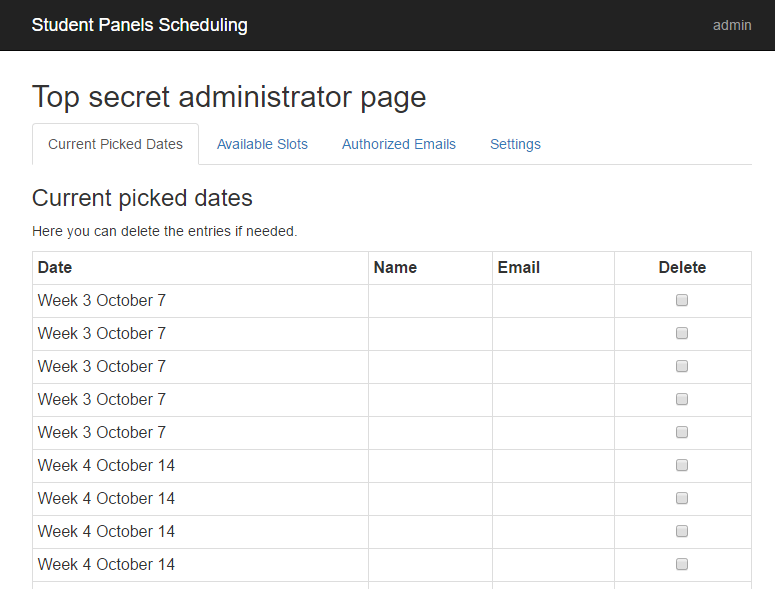 Student Panels Scheduling admin
Top secret administrator page
Current Picked Dates Available Slots Authorized Emails Settings
Current picked dates
Here you can delete the entries if needed.
Date Name Email Delete
Week 3 October 7
Week 3 October 7
Week 3 October 7
Week 3 October 7
Week 3 October 7
Week 4 October 14
Week 4 October 14
Week 4 October 14
Week 4 October 14